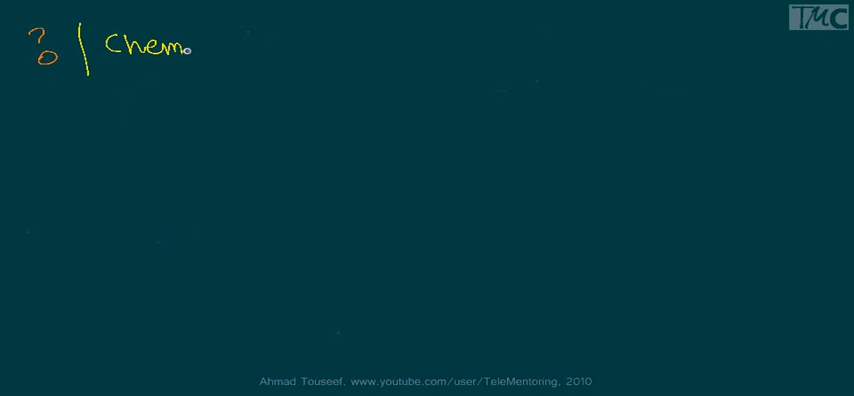 TMC
? | Chem
Ahmad Touseef, www.youtube.com/user/TeleMentoring, 2010